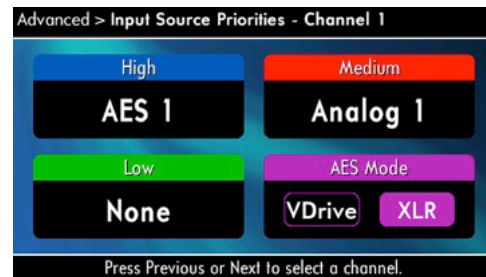 Advanced > Input Source Priorities - Channel 1
High
AES 1
Medium
Analog 1
Low
None
AES Mode
VDrive XLR
Press Previous or Next to select a channel.